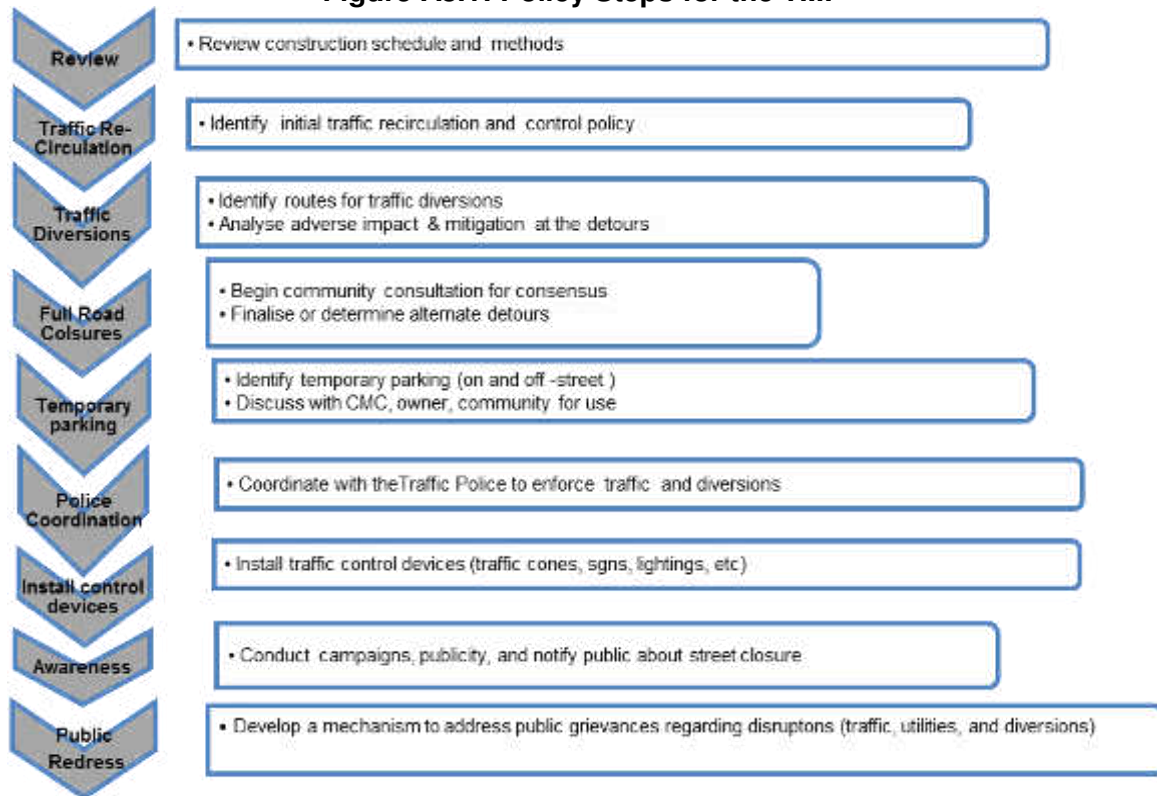 Policy Steps for the
Review
• Review construction schedule and methods
Traffic Re-
Circulation
• Identify initial traffic recirculation and control policy
Traffic
Diversions
• Identify routes for traffic diversions
• Analyse adverse impact & mitigation at the detours
Full Road
Colsures
• Begin community consultation for consensus
• Finalise or determine alternate detours
Temporary
parking
• Identify temporary parking (on and off -street )
• Discuss with CMC, owner, community for use
Police
Coordination
• Coordinate with theTraffic Police to enforce traffic and diversions
Install control
devices
• Install traffic control devices (traffic cones, sgns, lightings, etc)
Awareness
• Conduct campaigns, publicity, and notify public about street closure
Public
Redress
• Develop a mechanism to address public grievances regarding disruptons (traffic, utilities, and diversions)